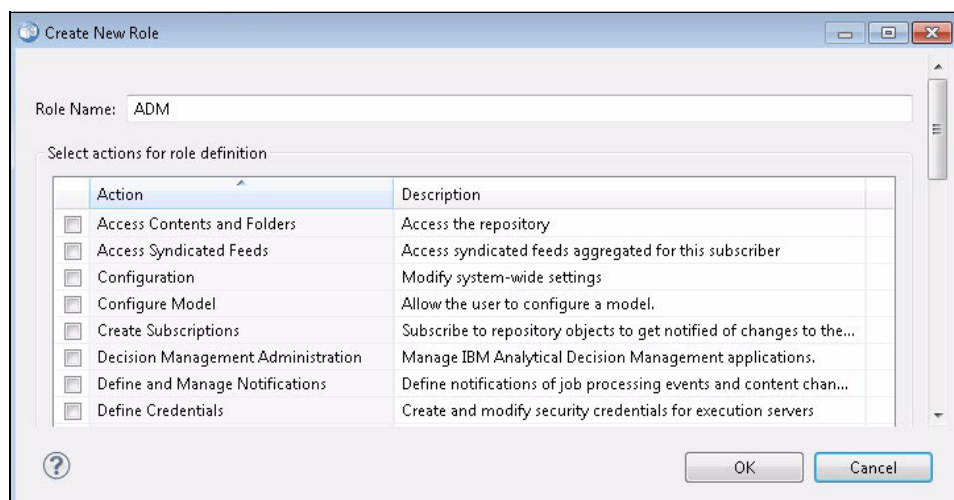 Create New Role
Role Name: ADM
Select actions for role definition
Action Description
Access Contents and Folders Access the repository
Access Syndicated Feeds Access syndicated feeds aggregated for this subscriber
Configuration Modify system-wide settings
Configure Model Allow the user to configure a model.
Create Subscriptions Subscribe to repository objects to get notified of changes to the...
Decision Management Administration Manage IBM Analytical Decision Management applications.
Define and Manage Notifications Define notifications of job processing events and content chan...
Define Credentials Create and modify security credentials for execution servers
? OK Cancel